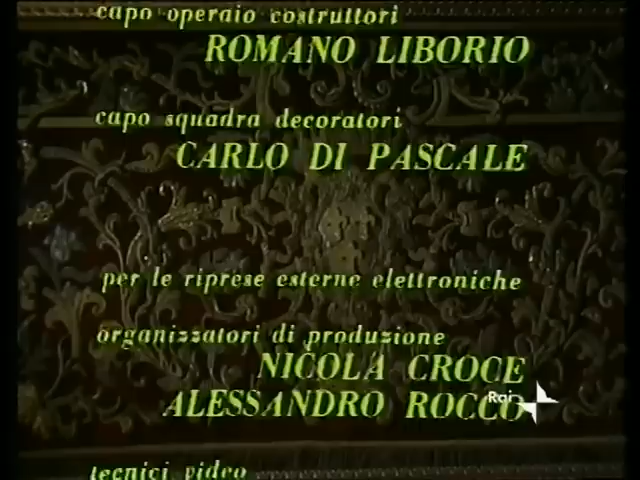 capo operaio costruttori
ROMANO LIBORIO
capo squadra decoratori
CARLO DI PASCALE
per le riprese esterne elettroniche
organizzatori di produzione
NICOLA CROCE
ALESSANDRO ROCCO
Rai
tecnici video